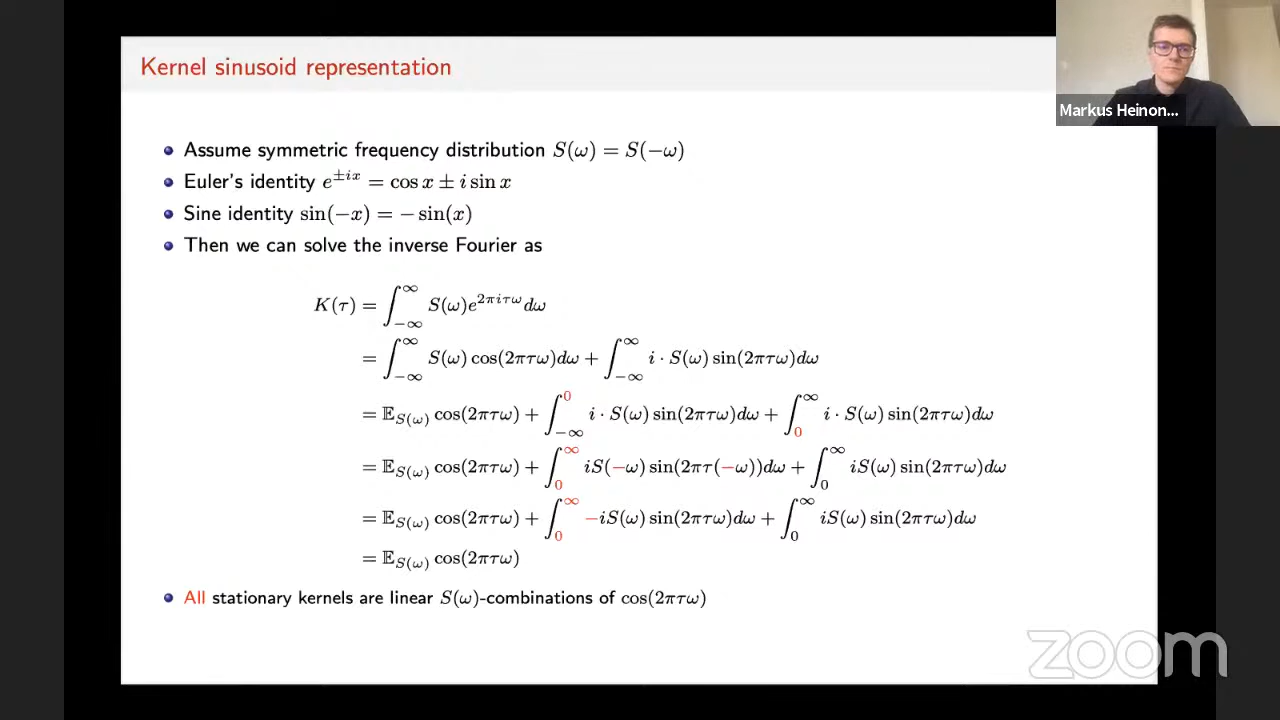 Kernel sinusoid representation
Markus Heinon...
Assume symmetric frequency distribution S(ω) = S(−ω)
Euler's identity e^{±ix} = cos x ± i sin x
Sine identity sin(−x) = − sin(x)
Then we can solve the inverse Fourier as
K(τ) = ∫_{−∞}^{∞} S(ω)e^{2πiτω}dω
= ∫_{−∞}^{∞} S(ω) cos(2πτω)dω + ∫_{−∞}^{∞} i · S(ω) sin(2πτω)dω
= 𝔼_{S(ω)} cos(2πτω) + ∫_{−∞}^{0} i · S(ω) sin(2πτω)dω + ∫_{0}^{∞} i · S(ω) sin(2πτω)dω
= 𝔼_{S(ω)} cos(2πτω) + ∫_{0}^{∞} iS(−ω) sin(2πτ(−ω))dω + ∫_{0}^{∞} iS(ω) sin(2πτω)dω
= 𝔼_{S(ω)} cos(2πτω) + ∫_{0}^{∞} −iS(ω) sin(2πτω)dω + ∫_{0}^{∞} iS(ω) sin(2πτω)dω
= 𝔼_{S(ω)} cos(2πτω)
All stationary kernels are linear S(ω)-combinations of cos(2πτω)
zoom